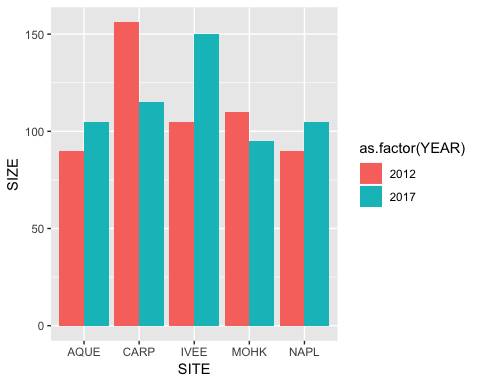 150
100
50
0
SIZE
AQUE CARP IVEE MOHK NAPL
SITE
as.factor(YEAR)
2012
2017